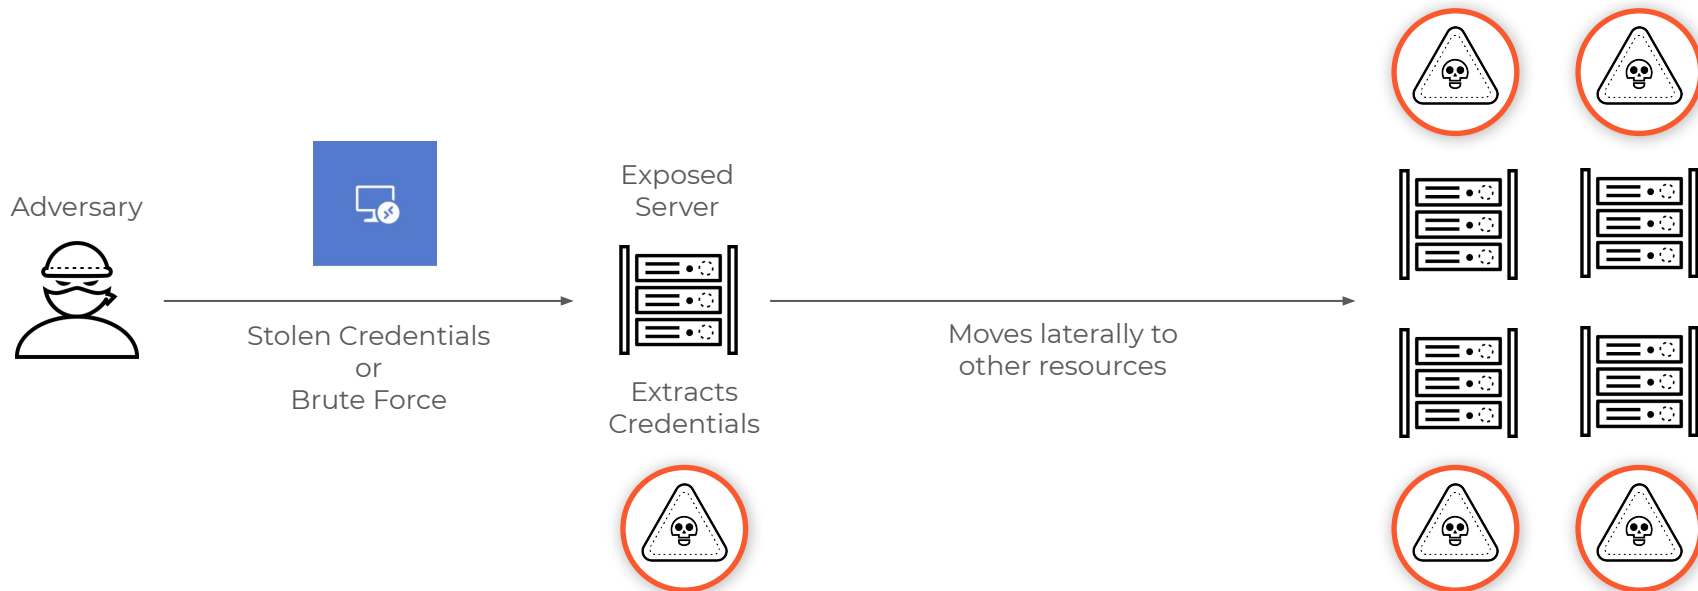 Adversary
Stolen Credentials
or
Brute Force
Exposed
Server
Extracts
Credentials
Moves laterally to
other resources